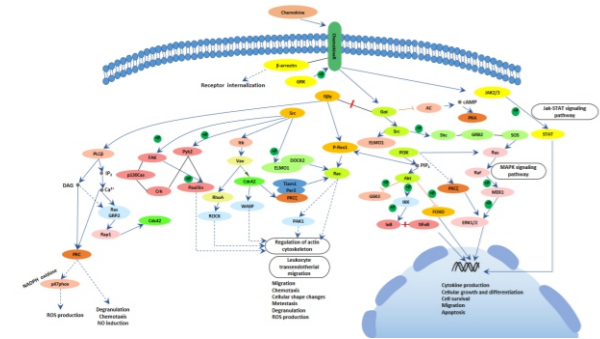 Chemokine
ChemokineR
β-arrestin
GRK
Receptor internalization
JAK2/3
Gβγ
Gαi
AC
cAMP
PKA
Jak-STAT signaling
pathway
Src
Src
Shc
GRB2
SOS
STAT
ELMO1
Itk
P-Rex1
PI3K
PIP₃
Ras
Raf
MAPK signaling
pathway
MEK1
PLCβ
FAK
Pyk2
p130Cas
Crk
Paxillin
Vav
DOCK2
ELMO1
Tiam1
Par3
PKCζ
Rac
Akt
PKCζ
DAG
IP₃
Ca²⁺
Ras
GRP2
Rap1
Cdc42
RhoA
Cdc42
ROCK
WASP
PAK1
GSK3
IKK
FOXO
IκB
NFκB
ERK1/2
Regulation of actin
cytoskeleton
Leukocyte
transendothelial
migration
PKC
NADPH oxidase
p47phox
ROS production
Degranulation
Chemotaxis
NO induction
Migration
Chemotaxis
Cellular shape changes
Metastasis
Degranulation
ROS production
Cytokine production
Cellular growth and differentiation
Cell survival
Migration
Apoptosis